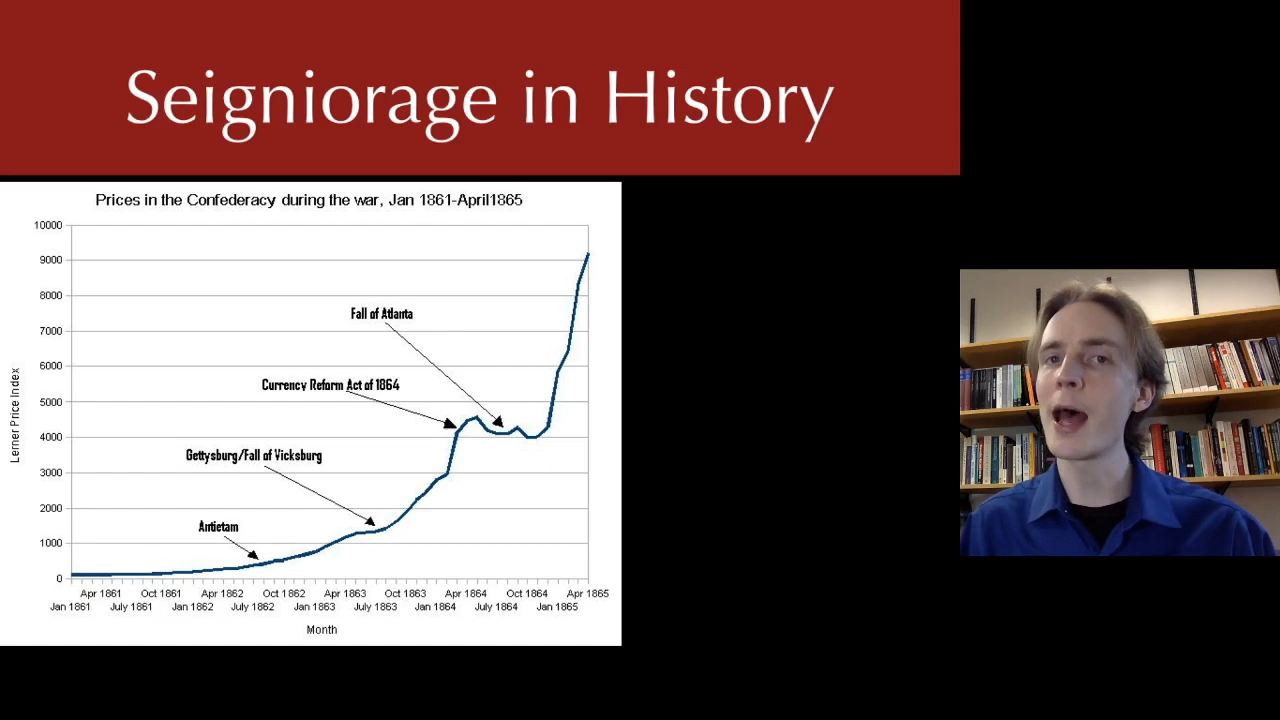 Seigniorage in History
Prices in the Confederacy during the war, Jan 1861-April1865
10000
9000
8000
7000
6000
5000
4000
3000
2000
1000
0
Lerner Price Index
Fall of Atlanta
Currency Reform Act of 1864
Gettysburg/Fall of Vicksburg
Antietam
Apr 1861 Oct 1861 Apr 1862 Oct 1862 Apr 1863 Oct 1863 Apr 1864 Oct 1864 Apr 1865
Jan 1861 July 1861 Jan 1862 July 1862 Jan 1863 July 1863 Jan 1864 July 1864 Jan 1865
Month